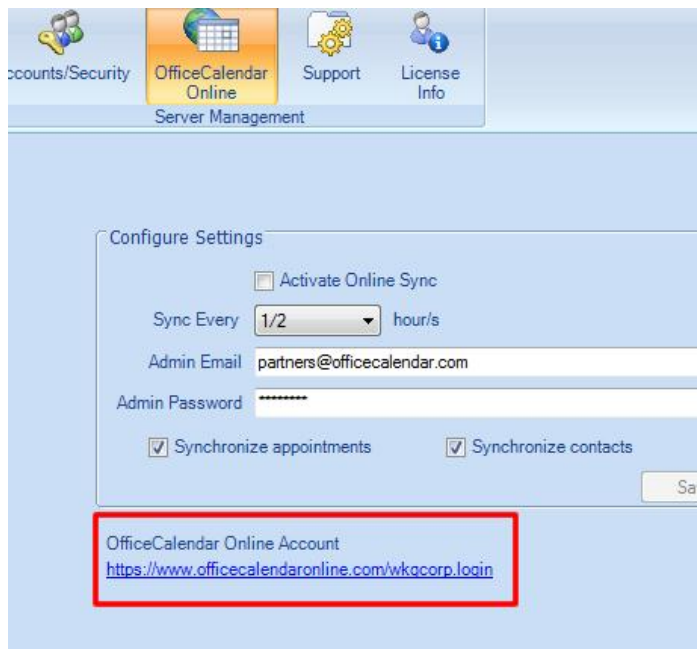 ccounts/Security
OfficeCalendar
Online
Support
License
Info
Server Management
Configure Settings
Activate Online Sync
Sync Every 1/2 hour/s
Admin Email partners@officecalendar.com
Admin Password ********
Synchronize appointments Synchronize contacts
Sa
OfficeCalendar Online Account
https://www.officecalendaronline.com/wkgcorp.login